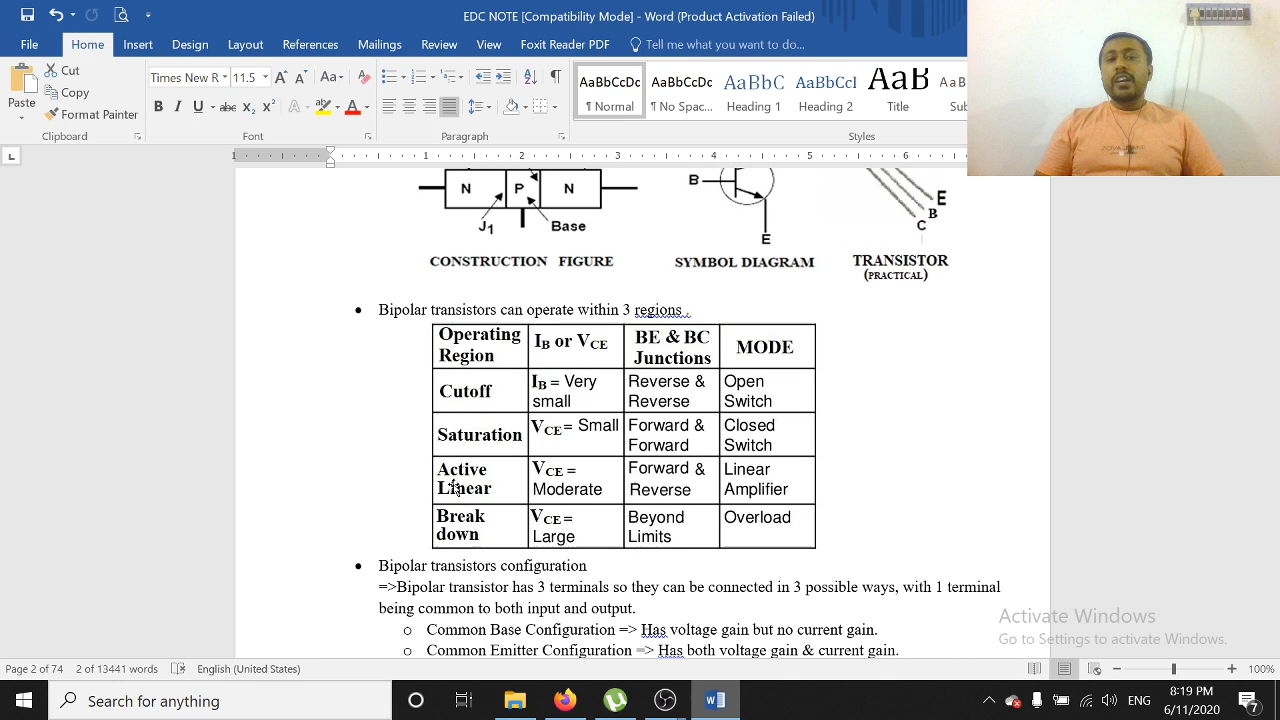 EDC NOTE [Compatibility Mode] - Word (Product Activation Failed)
File Home Insert Design Layout References Mailings Review View Foxit Reader PDF Tell me what you want to do...
Paste
Cut
Copy
Format Painter
Clipboard
Times New R 11.5
Font
Paragraph
AaBbCcDc AaBbCcDc AaBbC AaBbCcI AaB
¶ Normal ¶ No Spac... Heading 1 Heading 2 Title
Styles
1 1 2 3 4 5 6
N P N
J1 Base
CONSTRUCTION FIGURE
B
E
SYMBOL DIAGRAM
E
B
C
TRANSISTOR
(PRACTICAL)
• Bipolar transistors can operate within 3 regions .
Operating Region IB or VCE BE & BC Junctions MODE
Cutoff IB = Very small Reverse & Reverse Open Switch
Saturation VCE = Small Forward & Forward Closed Switch
Active Linear VCE = Moderate Forward & Reverse Linear Amplifier
Break down VCE = Large Beyond Limits Overload
• Bipolar transistors configuration
=>Bipolar transistor has 3 terminals so they can be connected in 3 possible ways, with 1 terminal
being common to both input and output.
o Common Base Configuration => Has voltage gain but no current gain.
o Common Emitter Configuration => Has both voltage gain & current gain.
Activate Windows
Go to Settings to activate Windows.
Page 2 of 74 2 of 13441 words English (United States) 100%
Search for anything
ENG
8:19 PM
6/11/2020
7